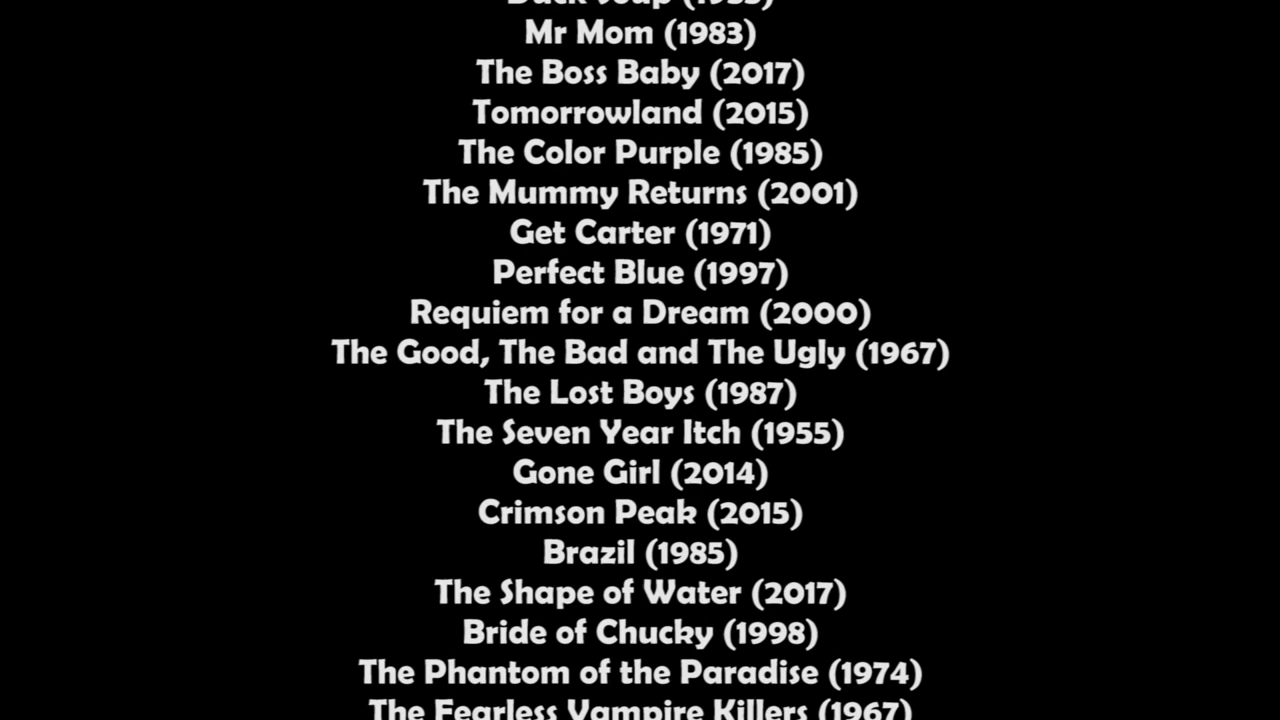 Duck Soup (1933)
Mr Mom (1983)
The Boss Baby (2017)
Tomorrowland (2015)
The Color Purple (1985)
The Mummy Returns (2001)
Get Carter (1971)
Perfect Blue (1997)
Requiem for a Dream (2000)
The Good, The Bad and The Ugly (1967)
The Lost Boys (1987)
The Seven Year Itch (1955)
Gone Girl (2014)
Crimson Peak (2015)
Brazil (1985)
The Shape of Water (2017)
Bride of Chucky (1998)
The Phantom of the Paradise (1974)
The Fearless Vampire Killers (1967)